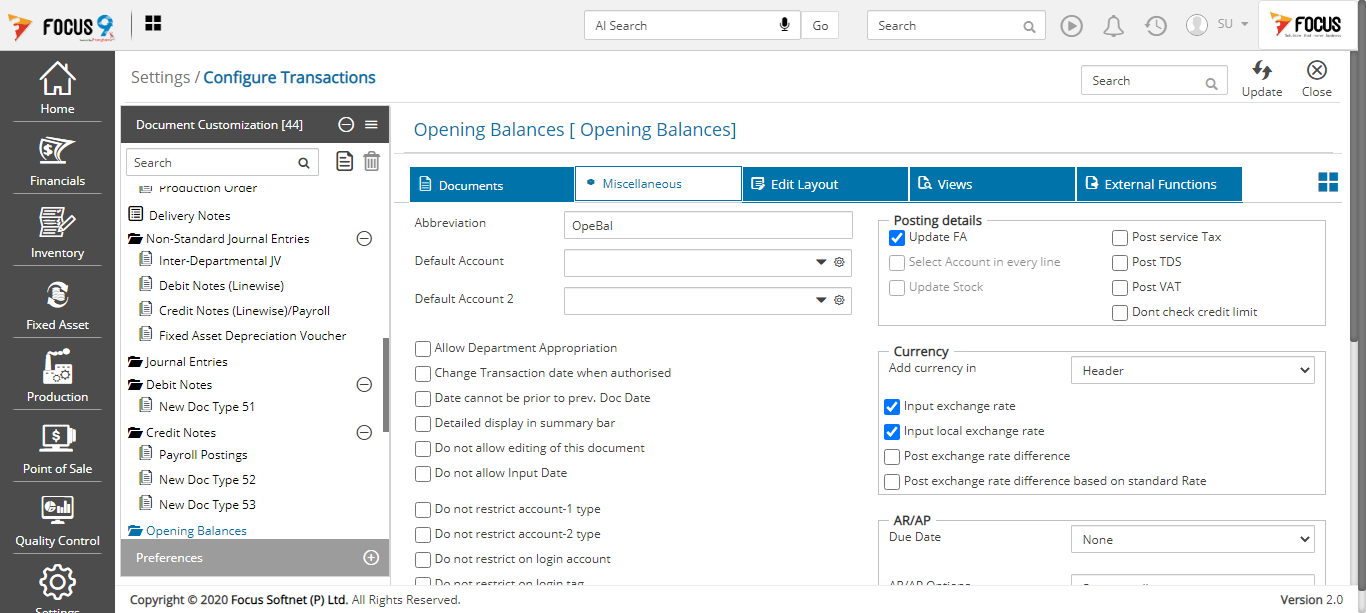 FOCUS 9
AI Search
Go
Search
SU
FOCUS
Home
Financials
Inventory
Fixed Asset
Production
Point of Sale
Quality Control
Settings
Settings / Configure Transactions
Search
Update
Close
Document Customization [44]
Search
Production Order
Delivery Notes
Non-Standard Journal Entries
Inter-Departmental JV
Debit Notes (Linewise)
Credit Notes (Linewise)/Payroll
Fixed Asset Depreciation Voucher
Journal Entries
Debit Notes
New Doc Type 51
Credit Notes
Payroll Postings
New Doc Type 52
New Doc Type 53
Opening Balances
Preferences
Opening Balances [ Opening Balances]
Documents
Miscellaneous
Edit Layout
Views
External Functions
Abbreviation
OpeBal
Default Account
Default Account 2
Allow Department Appropriation
Change Transaction date when authorised
Date cannot be prior to prev. Doc Date
Detailed display in summary bar
Do not allow editing of this document
Do not allow Input Date
Do not restrict account-1 type
Do not restrict account-2 type
Do not restrict on login account
Do not restrict on login tag
Posting details
Update FA
Post service Tax
Select Account in every line
Post TDS
Update Stock
Post VAT
Dont check credit limit
Currency
Add currency in
Header
Input exchange rate
Input local exchange rate
Post exchange rate difference
Post exchange rate difference based on standard Rate
AR/AP
Due Date
None
AR/AP Options
Copyright © 2020 Focus Softnet (P) Ltd. All Rights Reserved.
Version 2.0